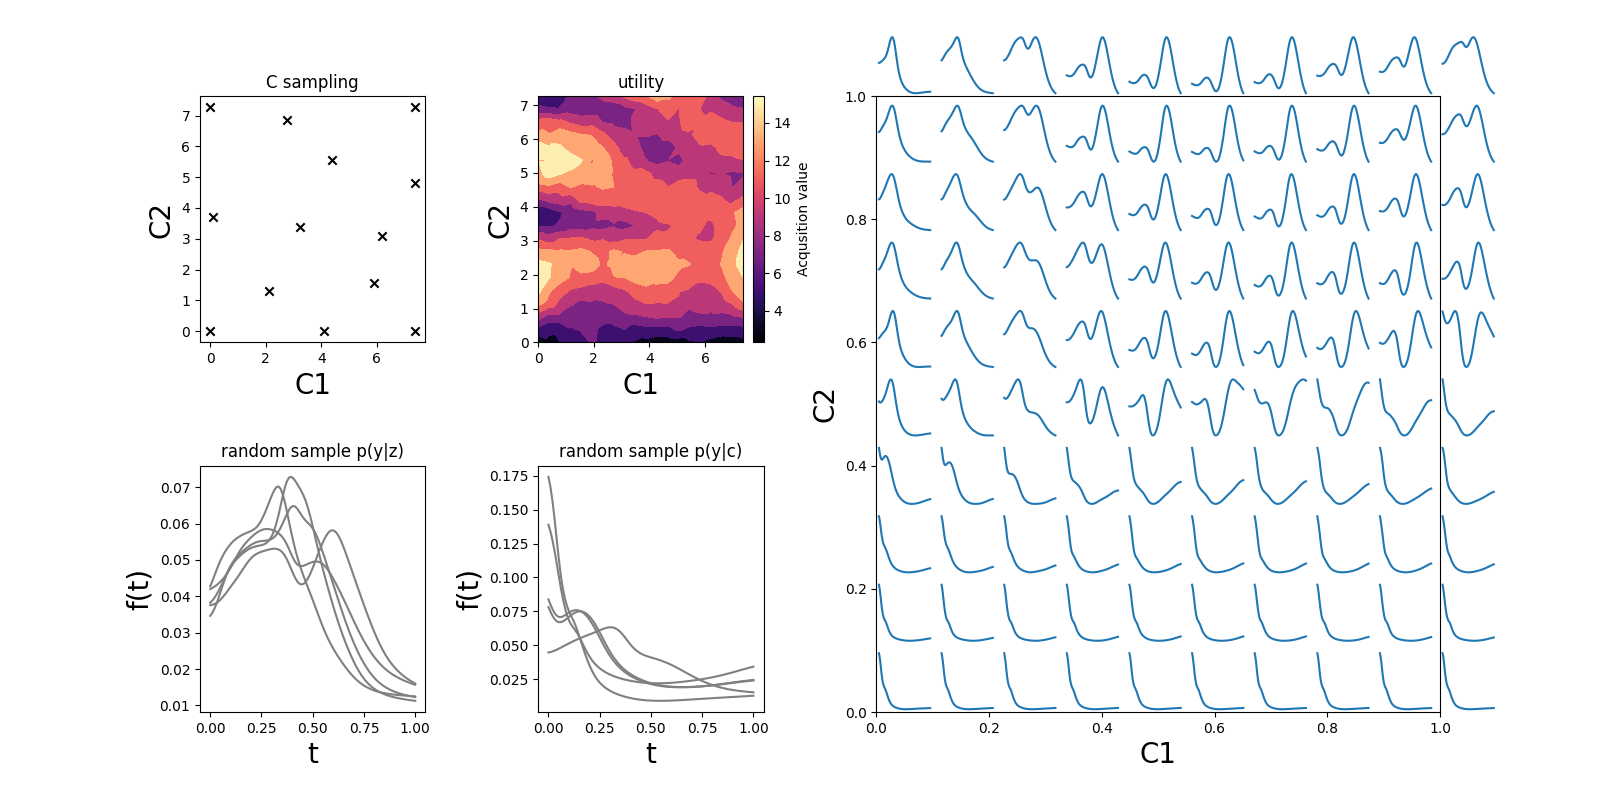 C sampling
7
6
5
4
3
2
1
0
C2
0 2 4 6
C1
utility
7
6
5
4
3
2
1
0
C2
0 2 4 6
C1
14
12
10
8
6
4
Acqusition value
random sample p(y|z)
0.07
0.06
0.05
0.04
0.03
0.02
0.01
f(t)
0.00 0.25 0.50 0.75 1.00
t
random sample p(y|c)
0.175
0.150
0.125
0.100
0.075
0.050
0.025
f(t)
0.00 0.25 0.50 0.75 1.00
t
1.0
0.8
0.6
0.4
0.2
0.0
C2
0.0 0.2 0.4 0.6 0.8 1.0
C1